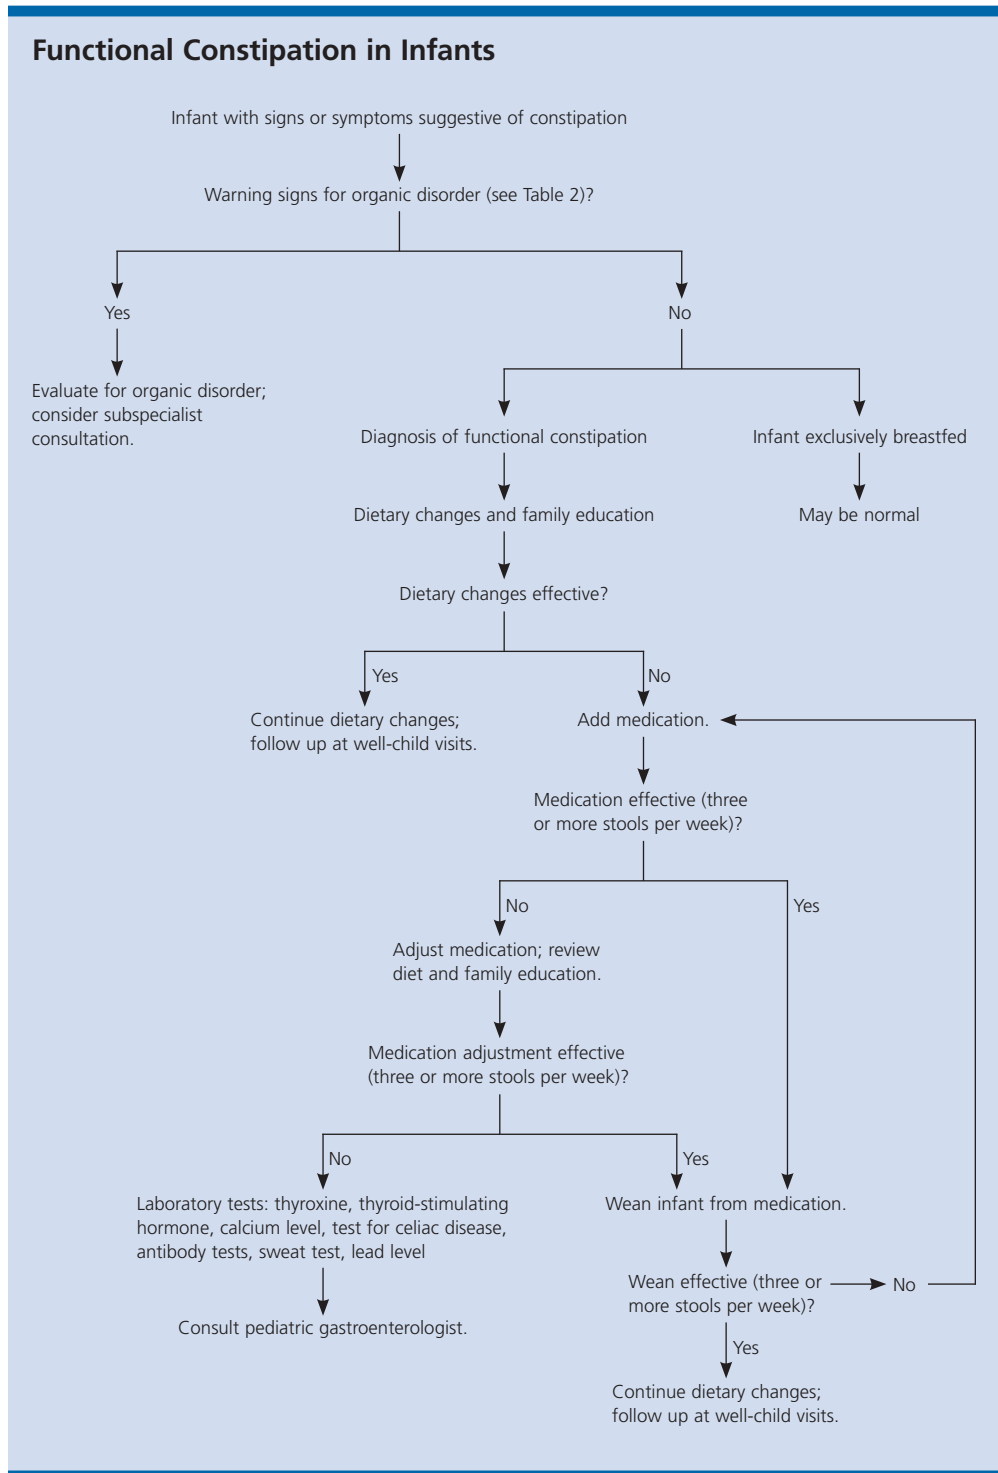 Functional Constipation in Infants
Infant with signs or symptoms suggestive of constipation
Warning signs for organic disorder (see Table 2)?
Yes
No
Evaluate for organic disorder;
consider subspecialist
consultation.
Diagnosis of functional constipation
Infant exclusively breastfed
Dietary changes and family education
May be normal
Dietary changes effective?
Yes
No
Continue dietary changes;
follow up at well-child visits.
Add medication.
Medication effective (three
or more stools per week)?
No
Yes
Adjust medication; review
diet and family education.
Medication adjustment effective
(three or more stools per week)?
No
Yes
Laboratory tests: thyroxine, thyroid-stimulating
hormone, calcium level, test for celiac disease,
antibody tests, sweat test, lead level
Wean infant from medication.
Wean effective (three or
more stools per week)?
No
Consult pediatric gastroenterologist.
Yes
Continue dietary changes;
follow up at well-child visits.